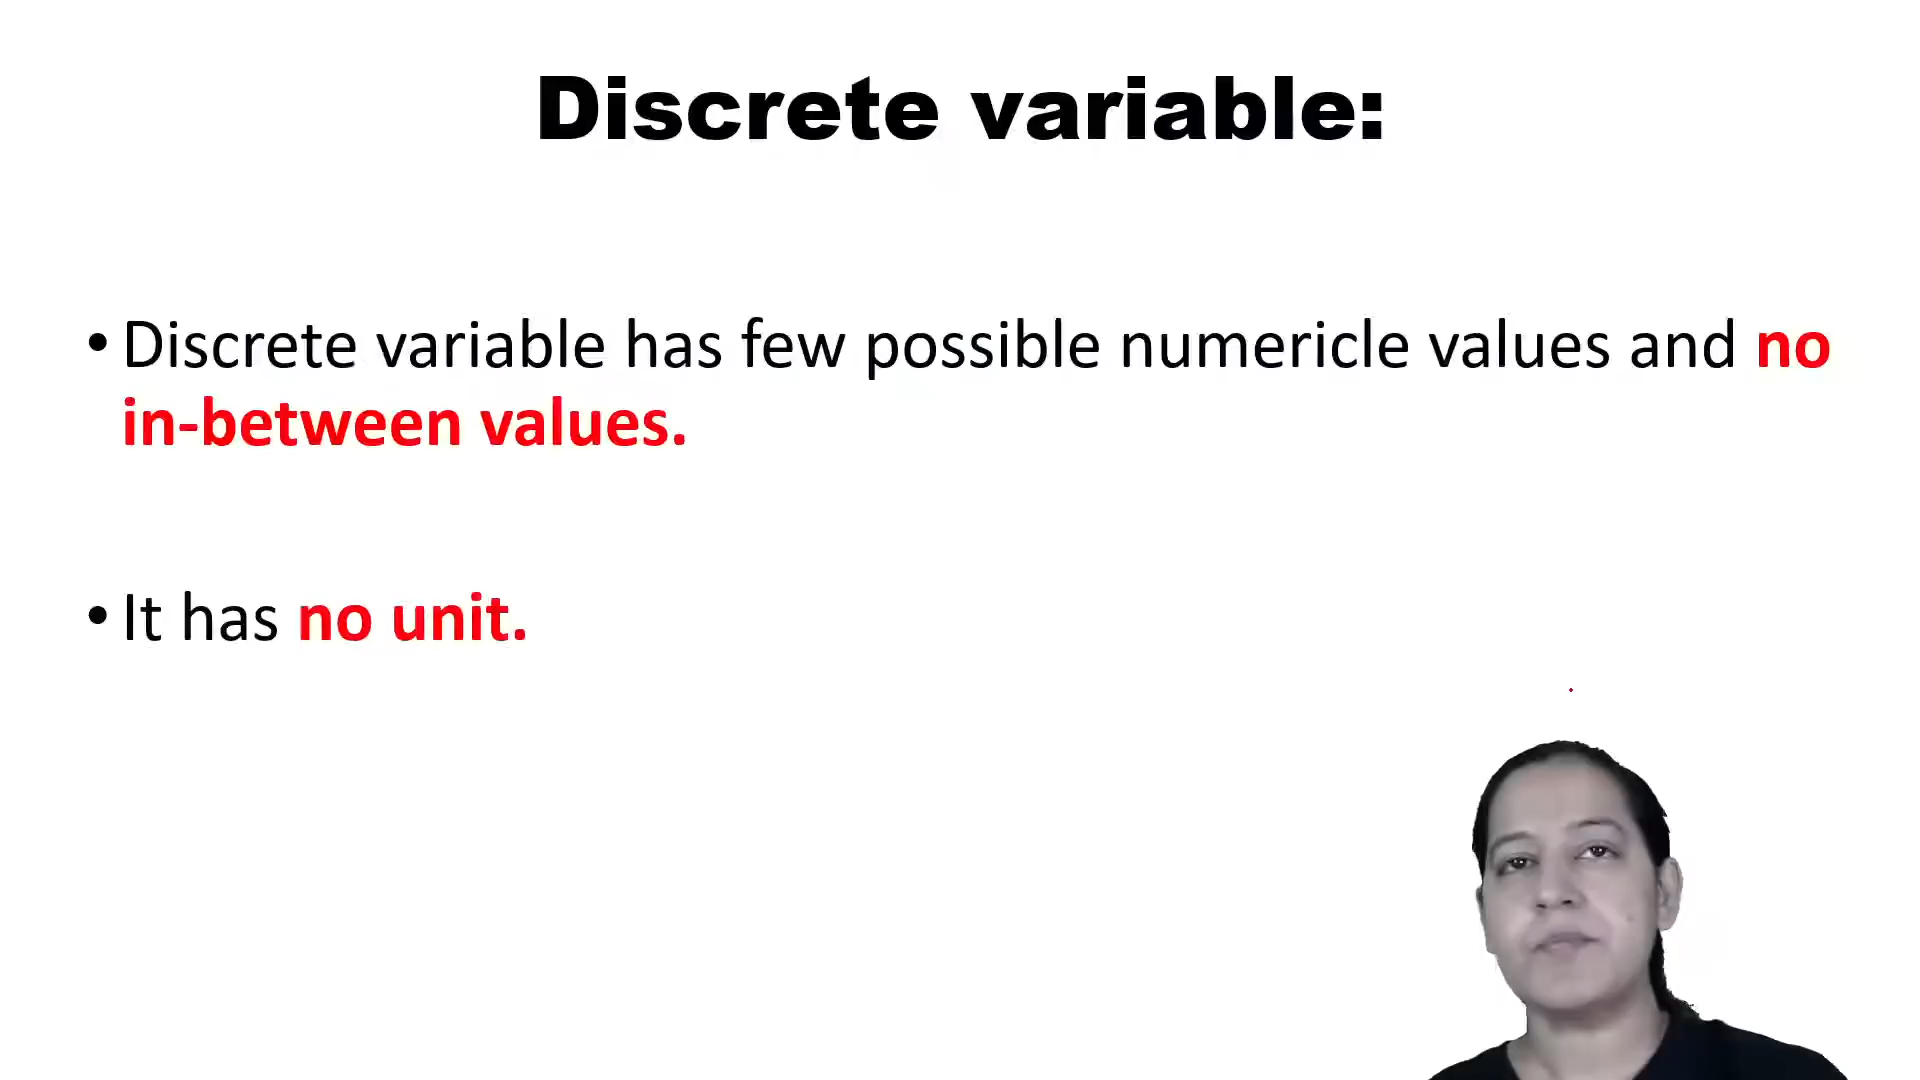 Discrete variable:
• Discrete variable has few possible numericle values and no
in-between values.
• It has no unit.